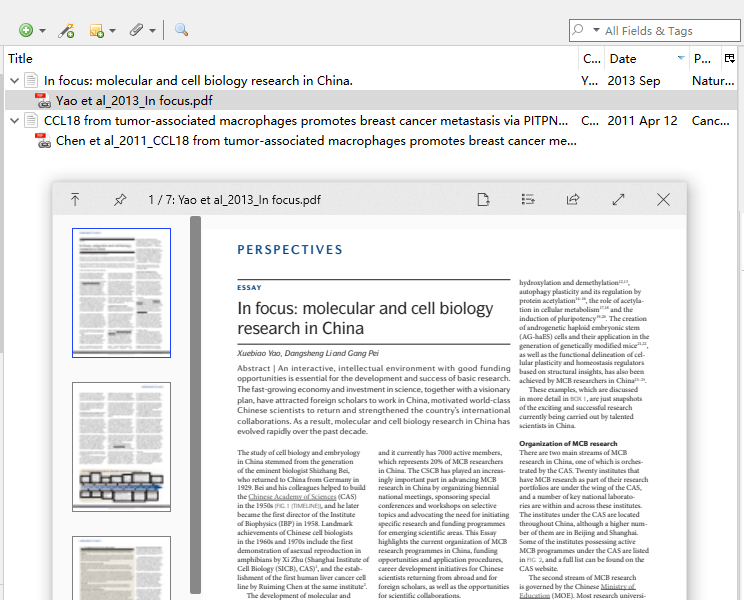 All Fields & Tags
Title C... Date P...
In focus: molecular and cell biology research in China. Y... 2013 Sep Natur...
Yao et al_2013_In focus.pdf
CCL18 from tumor-associated macrophages promotes breast cancer metastasis via PITPN... C... 2011 Apr 12 Canc...
Chen et al_2011_CCL18 from tumor-associated macrophages promotes breast cancer me...
1 / 7: Yao et al_2013_In focus.pdf
PERSPECTIVES
ESSAY
In focus: molecular and cell biology
research in China
Xuebiao Yao, Dangsheng Li and Gang Pei
Abstract | An interactive, intellectual environment with good funding
opportunities is essential for the development and success of basic research.
The fast-growing economy and investment in science, together with a visionary
plan, have attracted foreign scholars to work in China, motivated world-class
Chinese scientists to return and strengthened the country's international
collaborations. As a result, molecular and cell biology research in China has
evolved rapidly over the past decade.
The study of cell biology and embryology
in China stemmed from the generation
of the eminent biologist Shizhang Bei,
who returned to China from Germany in
1929. Bei and his colleagues helped to build
the Chinese Academy of Sciences (CAS)
in the 1950s (FIG. 1 (TIMELINE)), and he later
became the first director of the Institute
of Biophysics (IBP) in 1958. Landmark
achievements of Chinese cell biologists
in the 1960s and 1970s include the first
demonstration of asexual reproduction in
amphibians by Xi Zhu (Shanghai Institute of
Cell Biology (SICB), CAS), and the estab-
lishment of the first human liver cancer cell
line by Ruiming Chen at the same institute
The development of molecular and
and it currently has 7000 active members,
which represents 20% of MCB researchers
in China. The CSCB has played an increas-
ingly important part in advancing MCB
research in China by organizing biennial
national meetings, sponsoring special
conferences and workshops on selective
topics and advocating the need for initiating
specific research and funding programmes
for emerging scientific areas. This Essay
highlights the current organization of MCB
research programmes in China, funding
opportunities and application procedures,
career development initiatives for Chinese
scientists returning from abroad and for
foreign scholars, as well as the opportunities
for scientific collaborations.
hydroxylation and demethylation
autophagy plasticity and its regulation by
protein acetylation, the role of acetyla-
tion in cellular metabolism and the
induction of pluripotency. The creation
of androgenetic haploid embryonic stem
(AG-haES) cells and their application in the
generation of genetically modified mice,
as well as the functional delineation of cel-
lular plasticity and homeostasis regulators
based on structural insights, has also been
achieved by MCB researchers in China
These examples, which are discussed
in more detail in BOX 1, are just snapshots
of the exciting and successful research
currently being carried out by talented
scientists in China.
Organization of MCB research
There are two main streams of MCB
research in China, one of which is orches-
trated by the CAS. Twenty institutes that
have MCB research as part of their research
portfolios are under the wing of the CAS,
and a number of key national laborato-
ries are within and across these institutes.
The institutes under the CAS are located
throughout China, although a higher num-
ber of them are in Beijing and Shanghai.
Some of the institutes possessing active
MCB programmes under the CAS are listed
in FIG. 2, and a full list can be found on the
CAS website.
The second stream of MCB research
is governed by the Chinese Ministry of
Education (MOE). Most research universi-